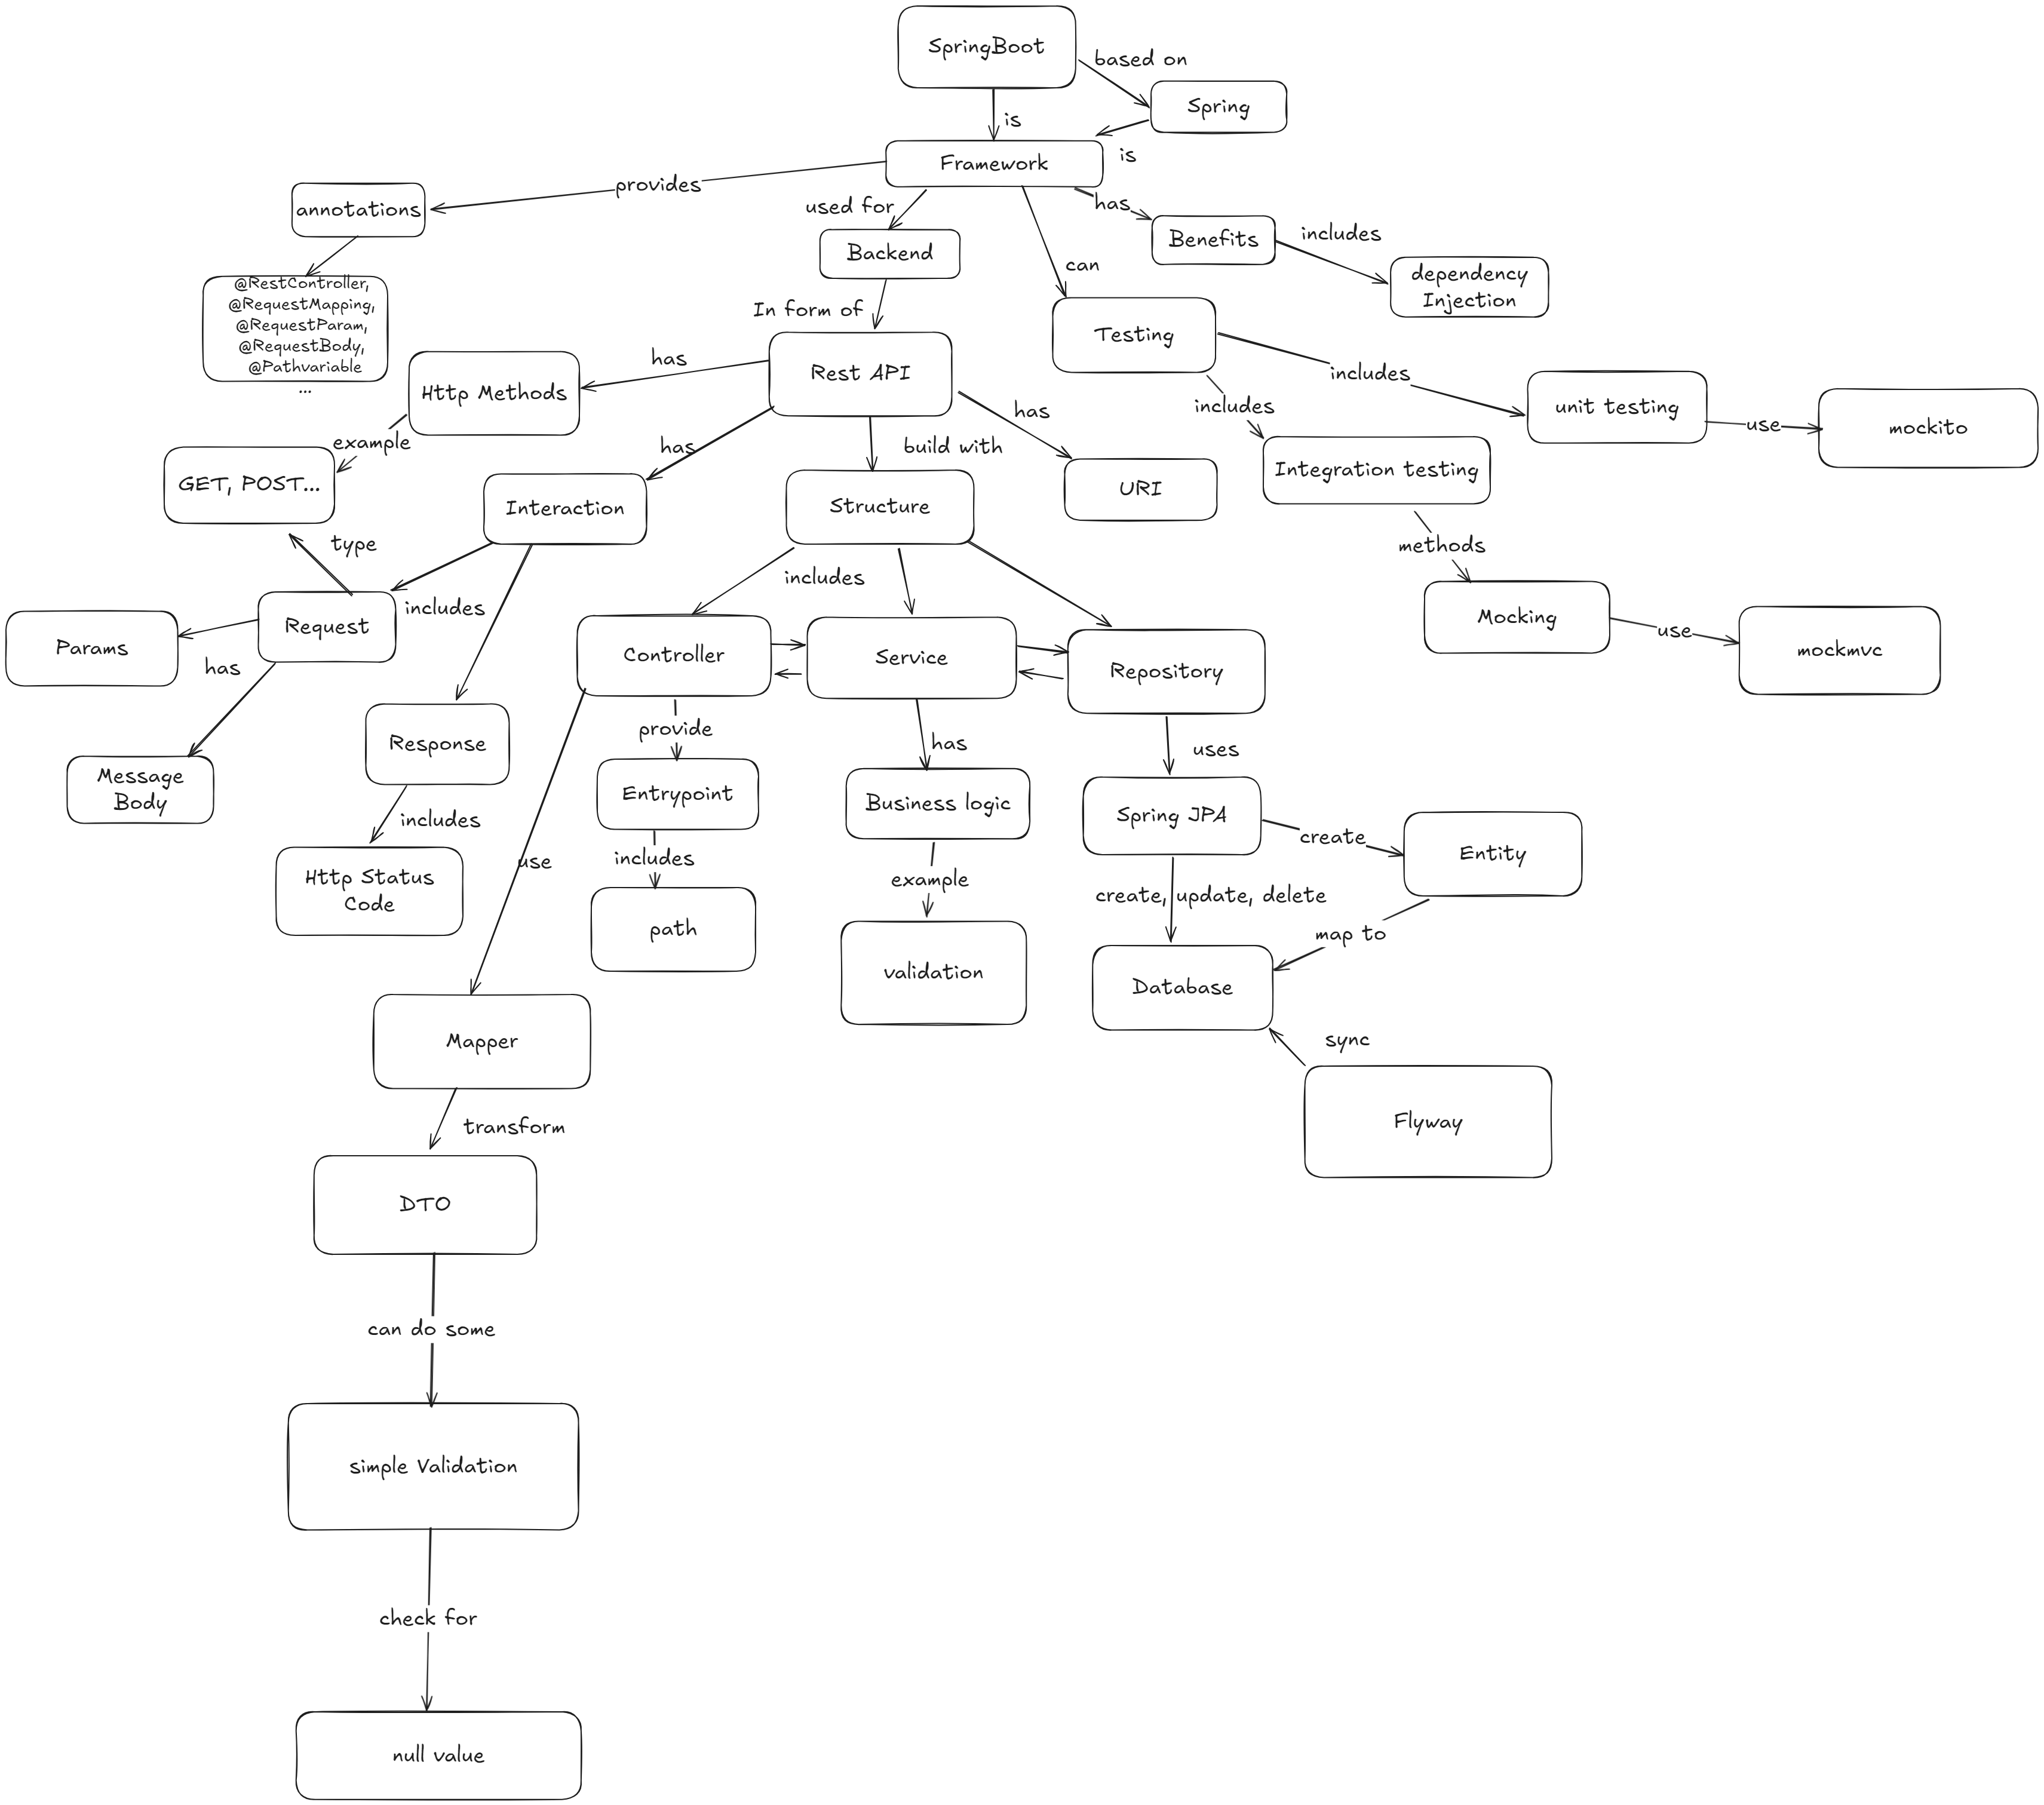 SpringBoot
based on
Spring
is
is
Framework
provides
annotations
@RestController,
@RequestMapping,
@RequestParam,
@RequestBody,
@Pathvariable
...
used for
Backend
has
Benefits
includes
dependency
Injection
can
Testing
In form of
Rest API
has
Http Methods
example
GET, POST...
has
Interaction
build with
Structure
has
URI
includes
unit testing
use
mockito
includes
Integration testing
methods
Mocking
use
mockmvc
type
Request
includes
Params
has
Message
Body
Response
includes
Http Status
Code
includes
Controller
Service
Repository
provide
Entrypoint
includes
path
has
Business logic
example
validation
uses
Spring JPA
create
Entity
create, update, delete
map to
Database
sync
Flyway
use
Mapper
transform
DTO
can do some
simple Validation
check for
null value